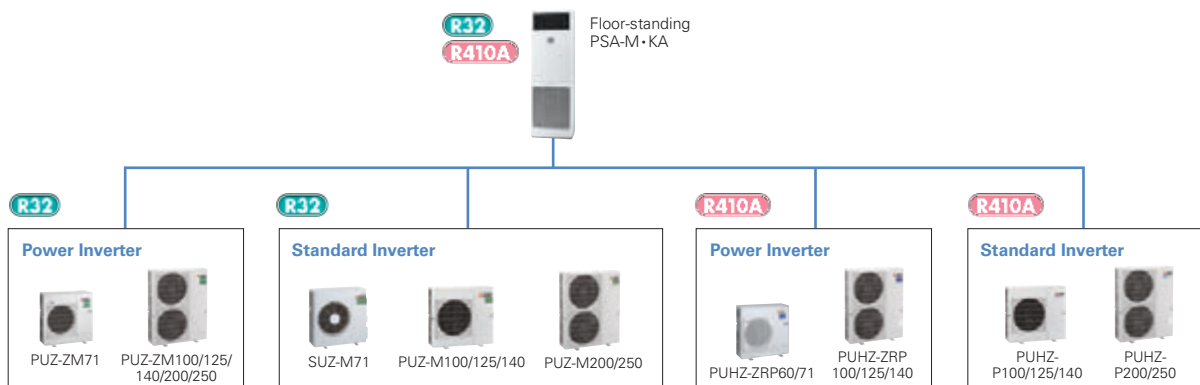 R32
R410A
Floor-standing
PSA-M•KA
R32
Power Inverter
PUZ-ZM71
PUZ-ZM100/125/
140/200/250
R32
Standard Inverter
SUZ-M71
PUZ-M100/125/140
PUZ-M200/250
R410A
Power Inverter
PUHZ-ZRP60/71
PUHZ-ZRP
100/125/140
R410A
Standard Inverter
PUHZ-
P100/125/140
PUHZ-
P200/250